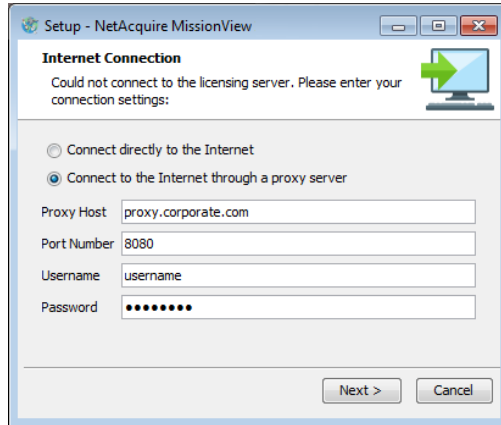 Setup - NetAcquire MissionView
Internet Connection
Could not connect to the licensing server. Please enter your
connection settings:
Connect directly to the Internet
Connect to the Internet through a proxy server
Proxy Host proxy.corporate.com
Port Number 8080
Username username
Password ●●●●●●●●
Next > Cancel